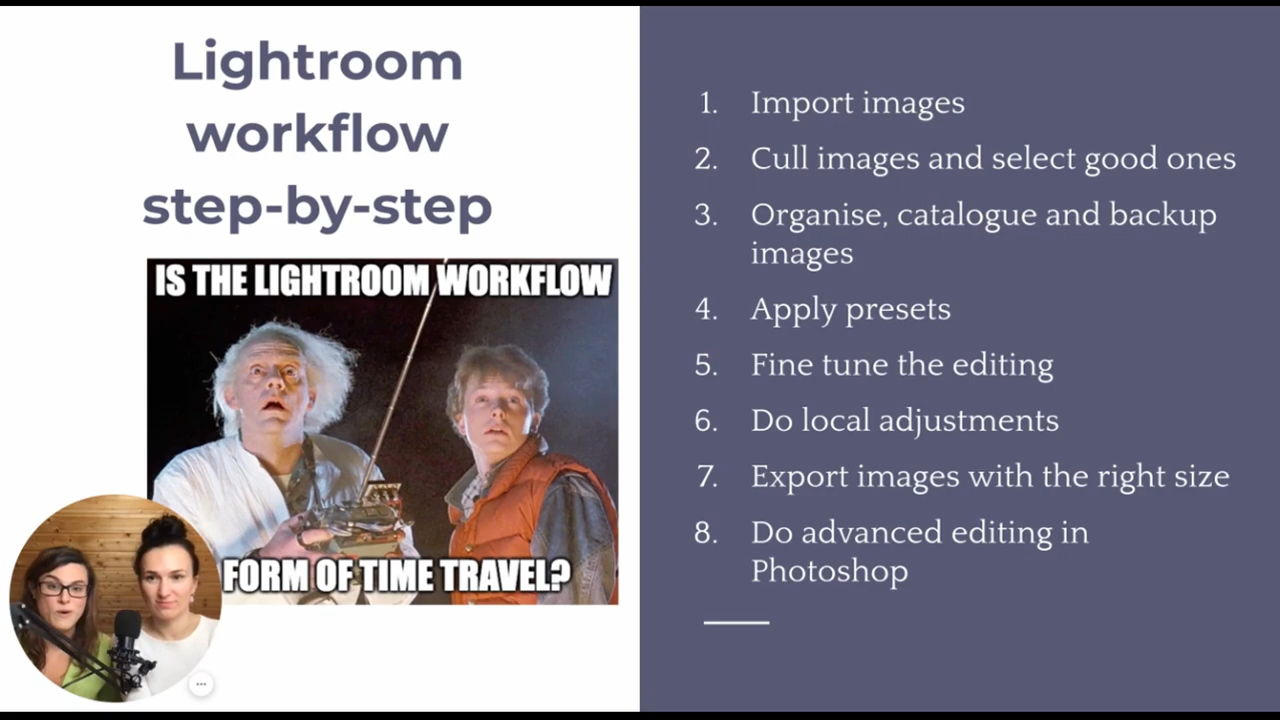 Lightroom
workflow
step-by-step
IS THE LIGHTROOM WORKFLOW
FORM OF TIME TRAVEL?
1. Import images
2. Cull images and select good ones
3. Organise, catalogue and backup
images
4. Apply presets
5. Fine tune the editing
6. Do local adjustments
7. Export images with the right size
8. Do advanced editing in
Photoshop